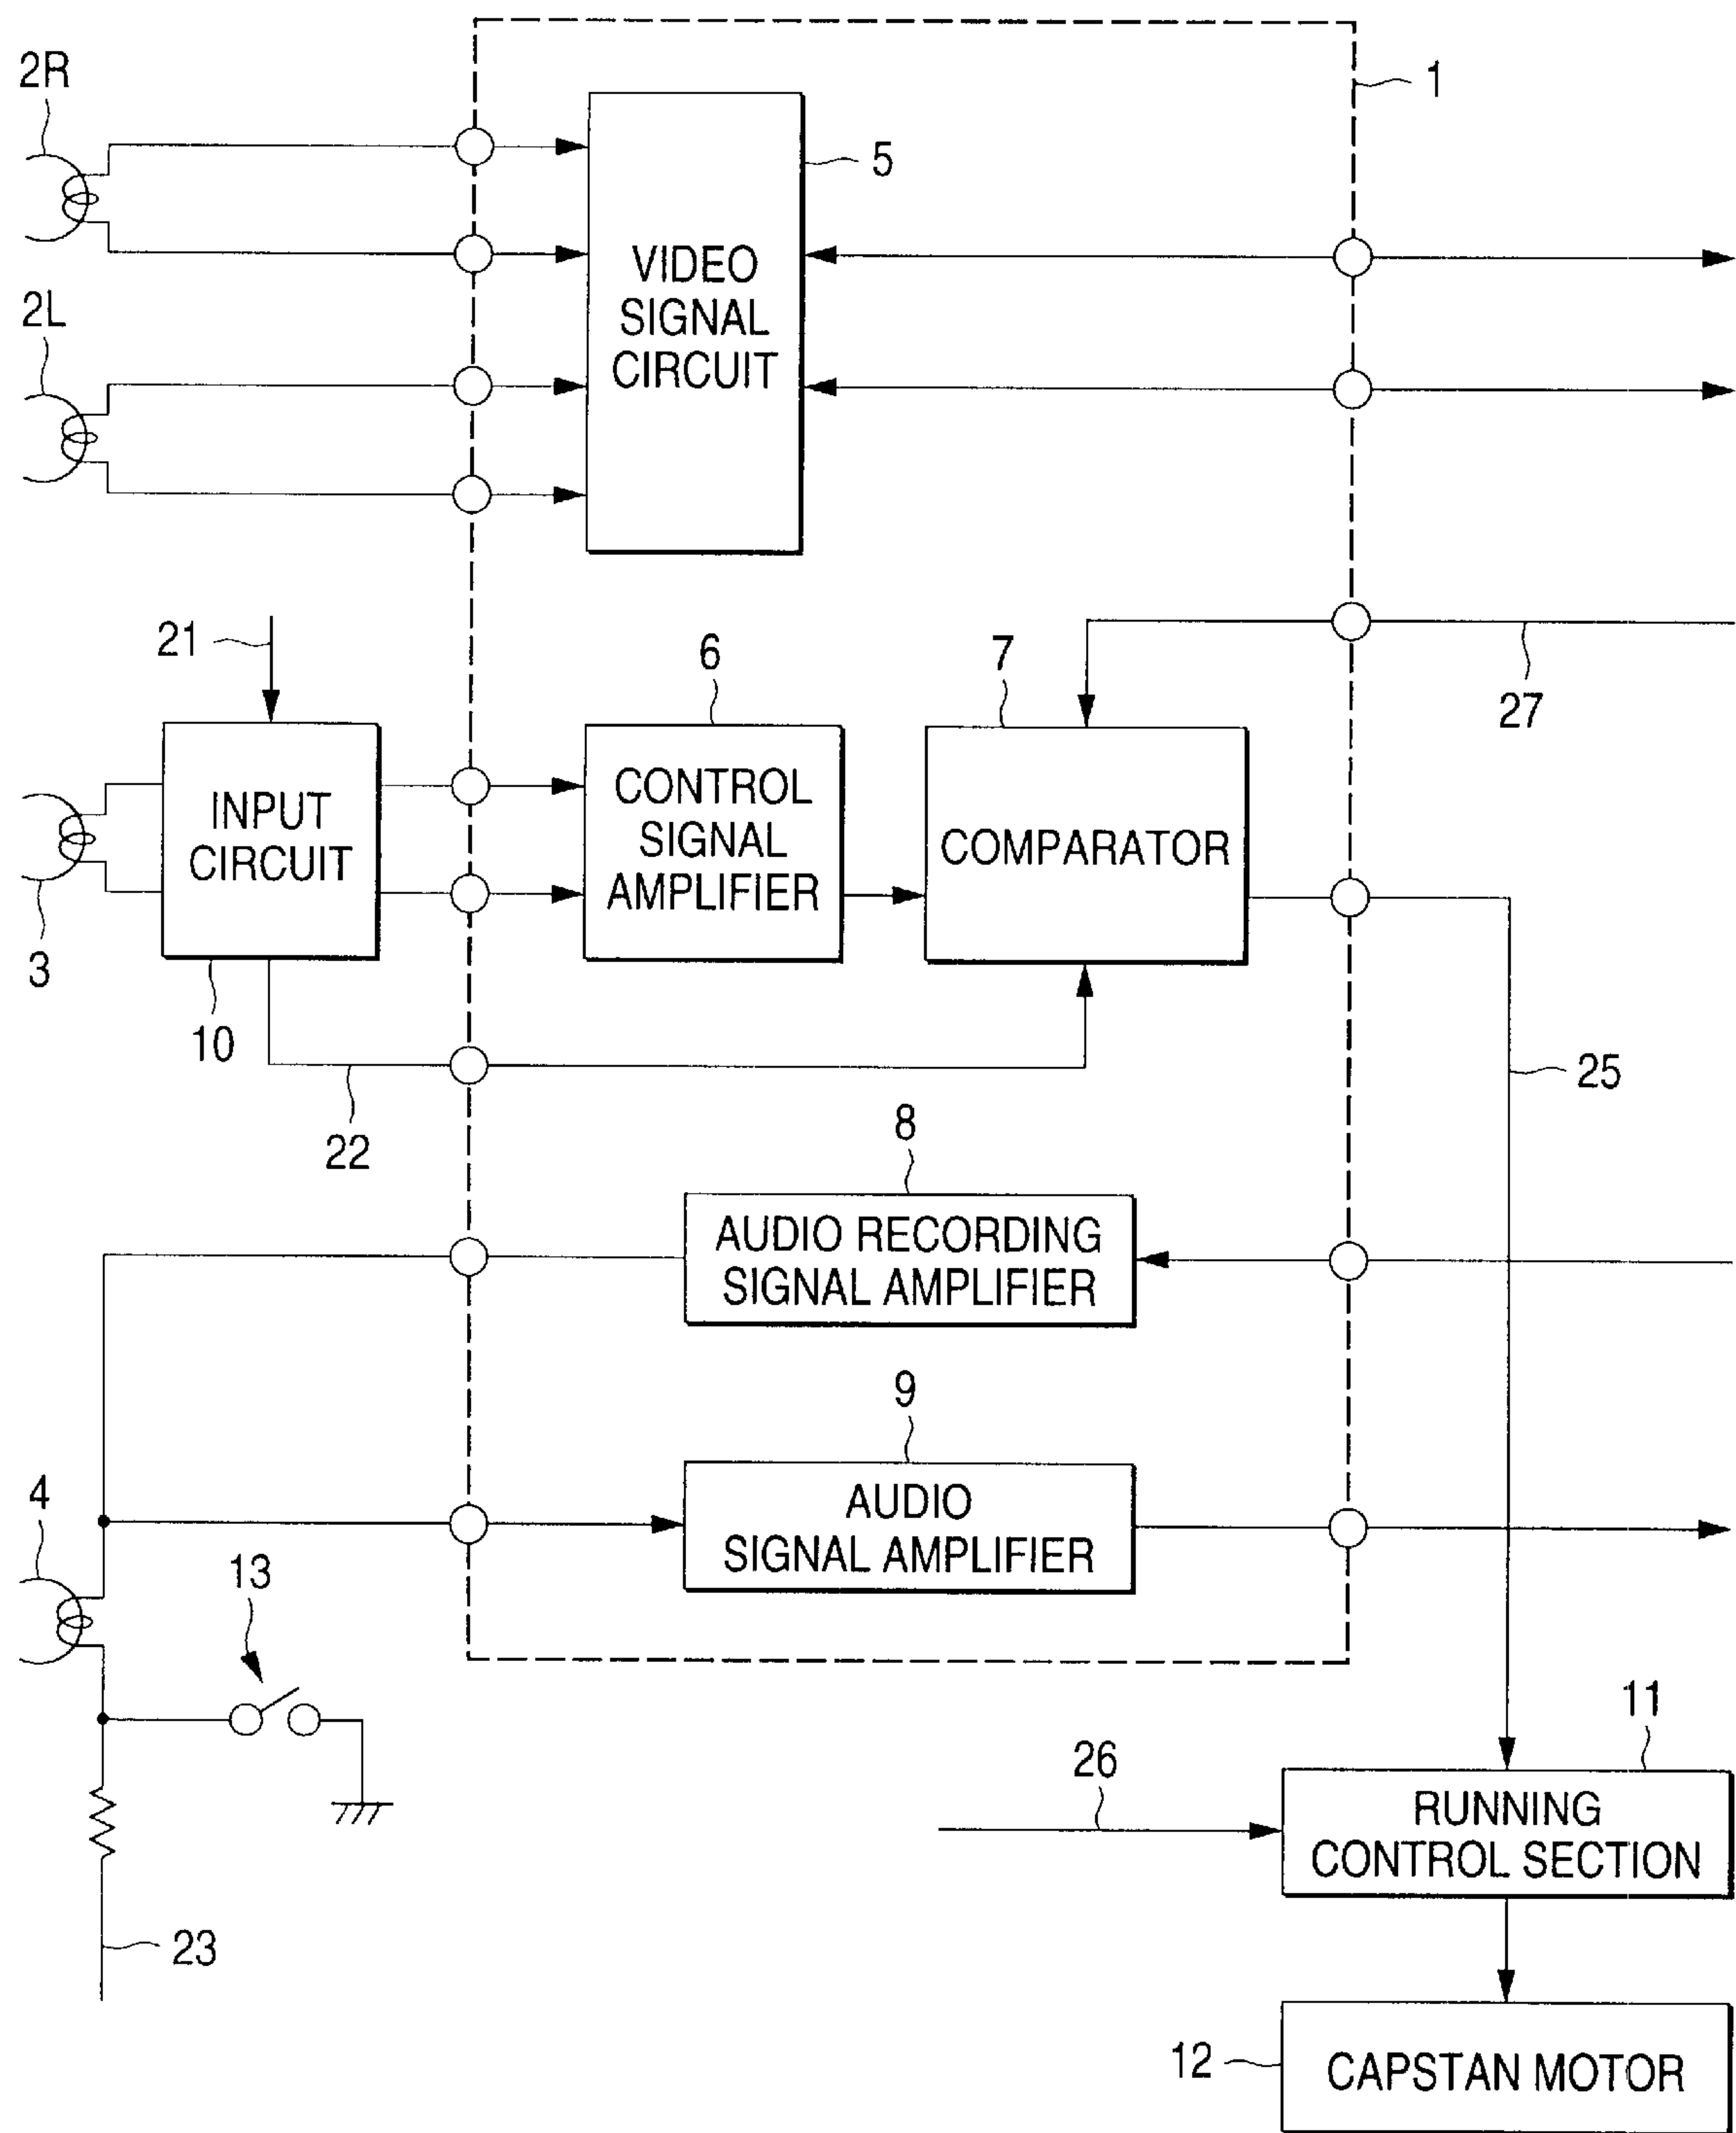 2R
1
5
VIDEO
SIGNAL
CIRCUIT
2L
21
6
7
27
INPUT
CIRCUIT
CONTROL
SIGNAL
AMPLIFIER
COMPARATOR
3
10
22
25
8
AUDIO RECORDING
SIGNAL AMPLIFIER
9
4
AUDIO
SIGNAL AMPLIFIER
13
11
26
RUNNING
CONTROL SECTION
23
12
CAPSTAN MOTOR